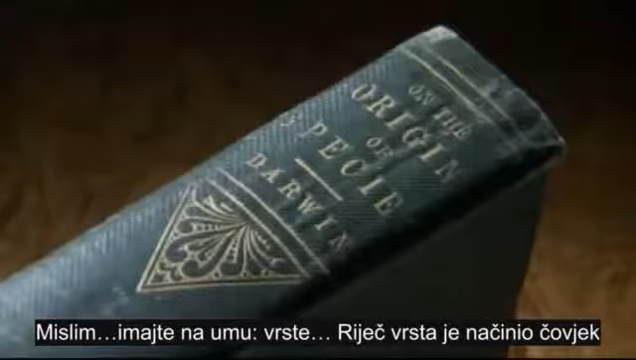 ON THE
ORIGIN
OF
SPECIE
DARWIN
Mislim...imajte na umu: vrste... Riječ vrsta je načinio čovjek